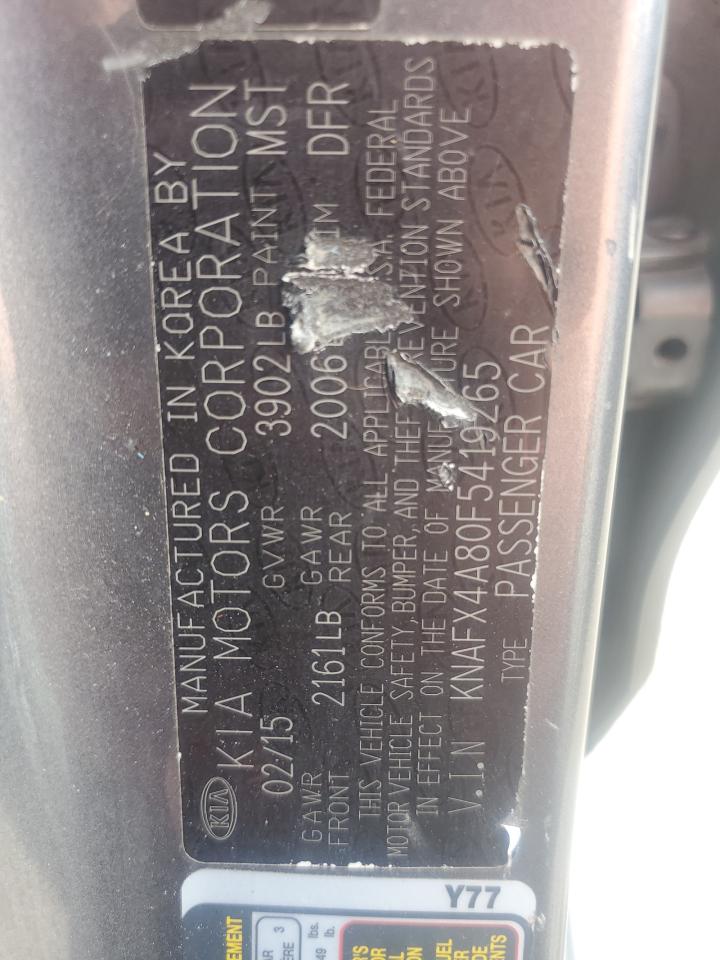 KIA
MANUFACTURED IN KOREA BY
KIA MOTORS CORPORATION
02/15 GVWR 3902LB PAINT MST
GAWR FRONT 2161LB GAWR REAR 2006 DFR
THIS VEHICLE CONFORMS TO ALL APPLICABLE FEDERAL
MOTOR VEHICLE SAFETY, BUMPER, AND THEFT PREVENTION STANDARDS
IN EFFECT ON THE DATE OF SHOWN ABOVE
V.I.N KNAFX4A80F5419265
TYPE PASSENGER CAR
Y77